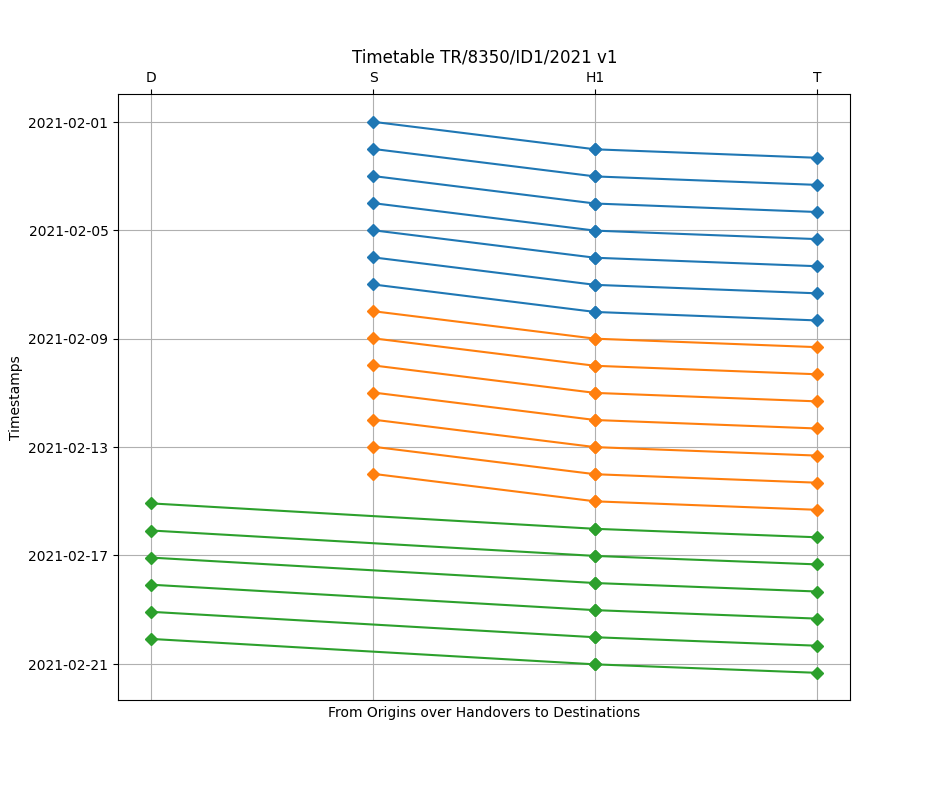 Timetable TR/8350/ID1/2021 v1
D S H1 T
2021-02-01
2021-02-05
2021-02-09
2021-02-13
2021-02-17
2021-02-21
Timestamps
From Origins over Handovers to Destinations